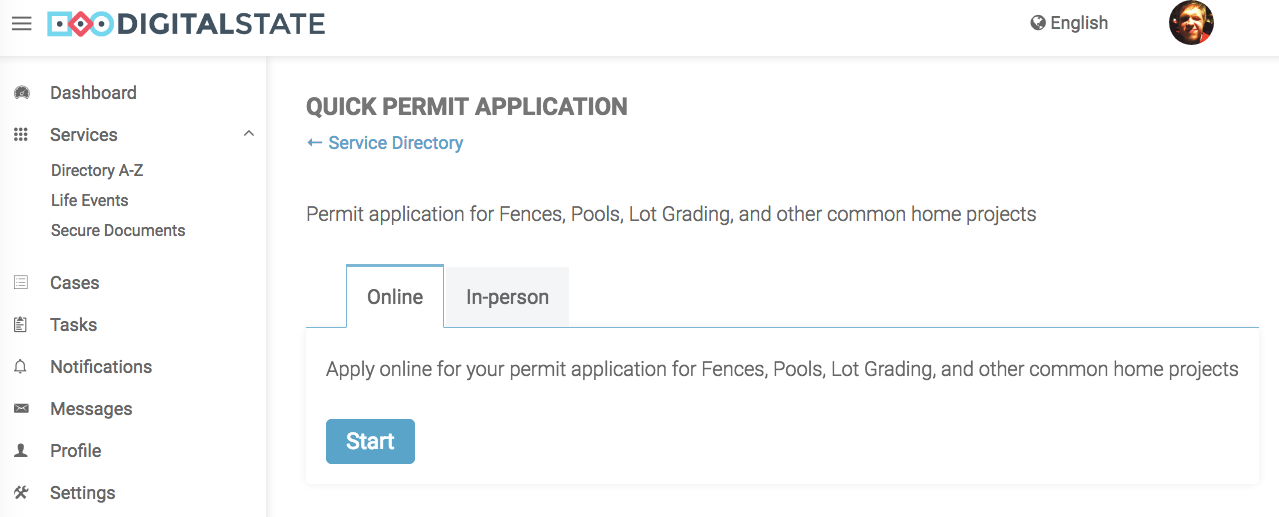 DIGITALSTATE
English
Dashboard
Services
Directory A-Z
Life Events
Secure Documents
Cases
Tasks
Notifications
Messages
Profile
Settings
QUICK PERMIT APPLICATION
← Service Directory
Permit application for Fences, Pools, Lot Grading, and other common home projects
Online
In-person
Apply online for your permit application for Fences, Pools, Lot Grading, and other common home projects
Start